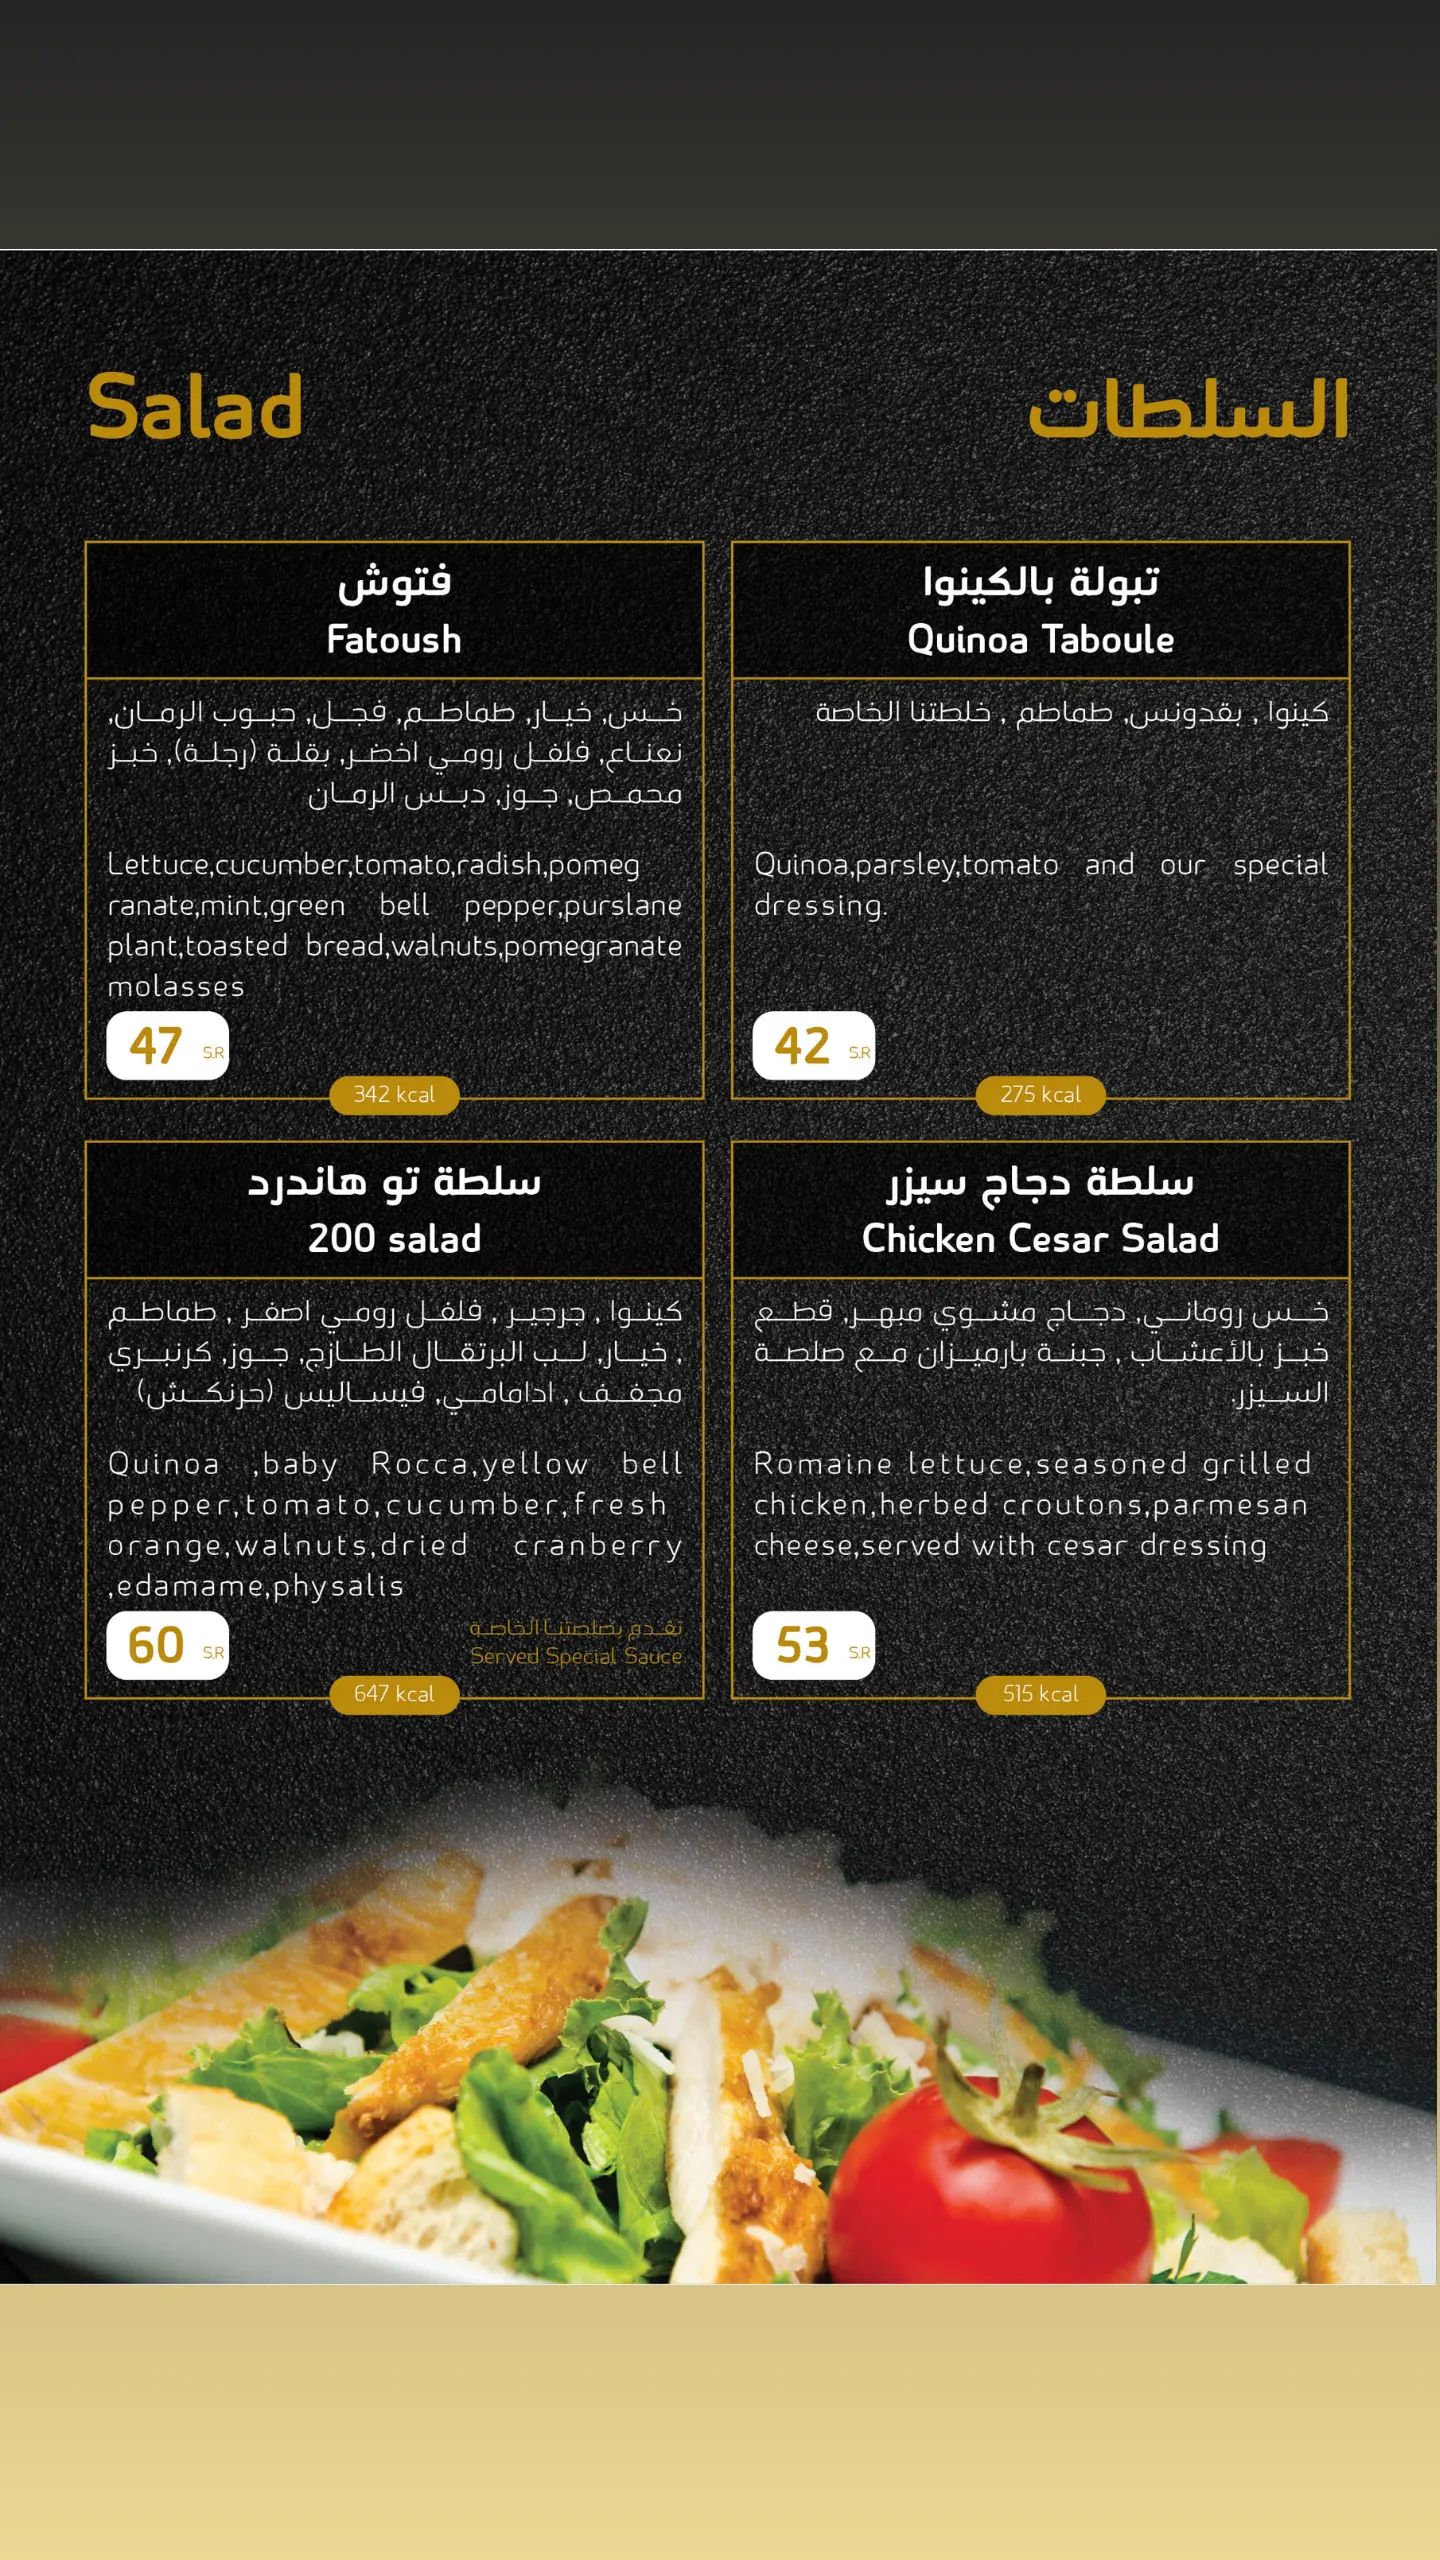 Salad
السلطات
فتوش
Fatoush
خس, خيار, طماطم, فجل, حبوب الرمان,
نعناع, فلفل رومي اخضر, بقلة (رجلة), خبز
محمص, جوز, دبس الرمان
Lettuce,cucumber,tomato,radish,pomeg
ranate,mint,green bell pepper,purslane
plant,toasted bread,walnuts,pomegranate
molasses
47 S.R
342 kcal
تبولة بالكينوا
Quinoa Taboule
كينوا , بقدونس, طماطم , خلطتنا الخاصة
Quinoa,parsley,tomato and our special
dressing.
42 S.R
275 kcal
سلطة تو هاندرد
200 salad
كينوا , جرجير , فلفل رومي اصفر , طماطم
, خيار, لب البرتقال الطازج, جوز, كرنبري
مجفف , ادامامي, فيساليس (حرنكش)
Quinoa ,baby Rocca,yellow bell
pepper,tomato,cucumber,fresh
orange,walnuts,dried cranberry
,edamame,physalis
60 S.R
تقدم بصلصتنا الخاصة
Served Special Sauce
647 kcal
سلطة دجاج سيزر
Chicken Cesar Salad
خس روماني, دجاج مشوي مبهر, قطع
خبز بالأعشاب , جبنة بارميزان مع صلصة
السيزر.
Romaine lettuce,seasoned grilled
chicken,herbed croutons,parmesan
cheese,served with cesar dressing
53 S.R
515 kcal